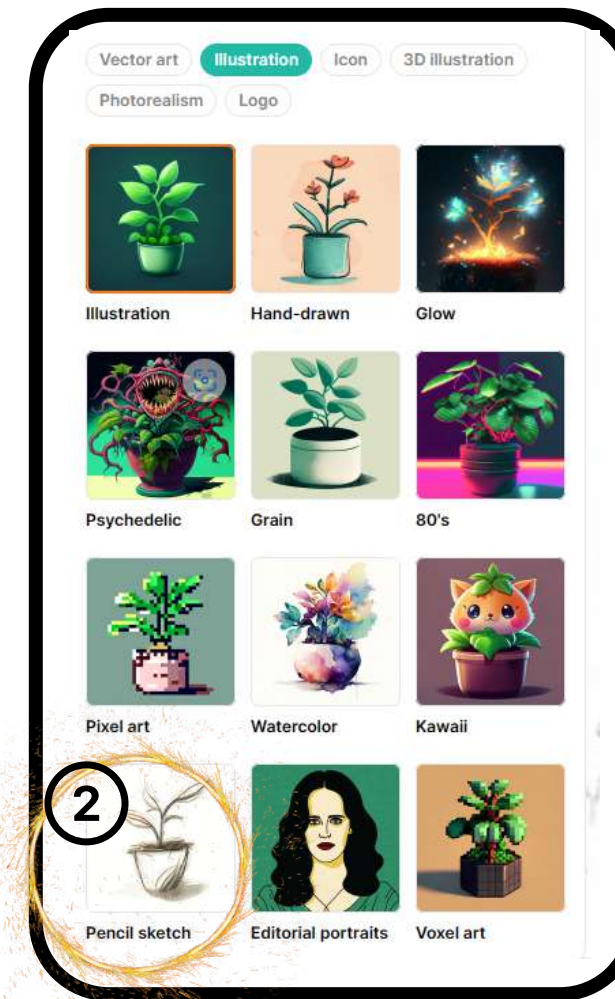 Vector art Illustration Icon 3D illustration
Photorealism Logo
Illustration Hand-drawn Glow
Psychedelic Grain 80's
Pixel art Watercolor Kawaii
2
Pencil sketch Editorial portraits Voxel art